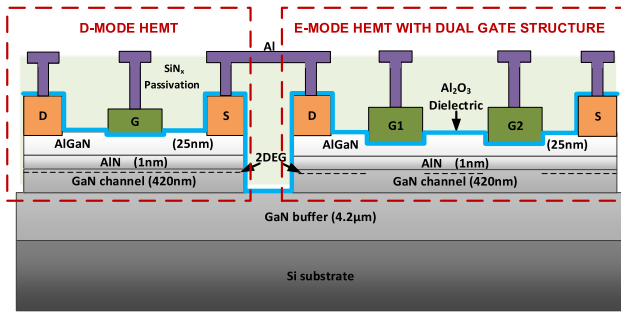 D-MODE HEMT
E-MODE HEMT WITH DUAL GATE STRUCTURE
Al
SiNx
Passivation
Al2O3
Dielectric
D
G
S
D
G1
G2
S
AlGaN
(25nm)
AlGaN
(25nm)
AlN (1nm)
2DEG
AlN (1nm)
GaN channel (420nm)
GaN channel (420nm)
GaN buffer (4.2µm)
Si substrate